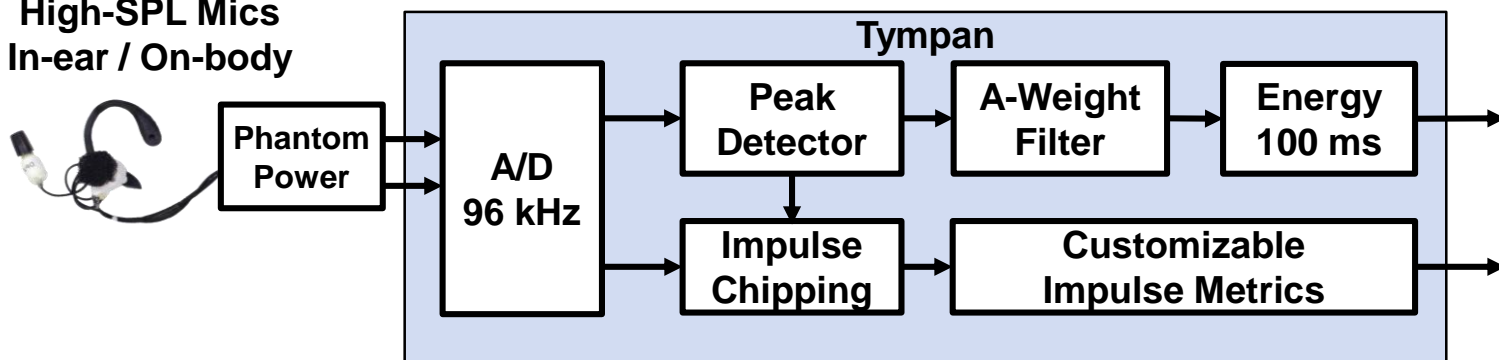 High-SPL Mics
In-ear / On-body
Tympan
Phantom
Power
A/D
96 kHz
Peak
Detector
A-Weight
Filter
Energy
100 ms
Impulse
Chipping
Customizable
Impulse Metrics